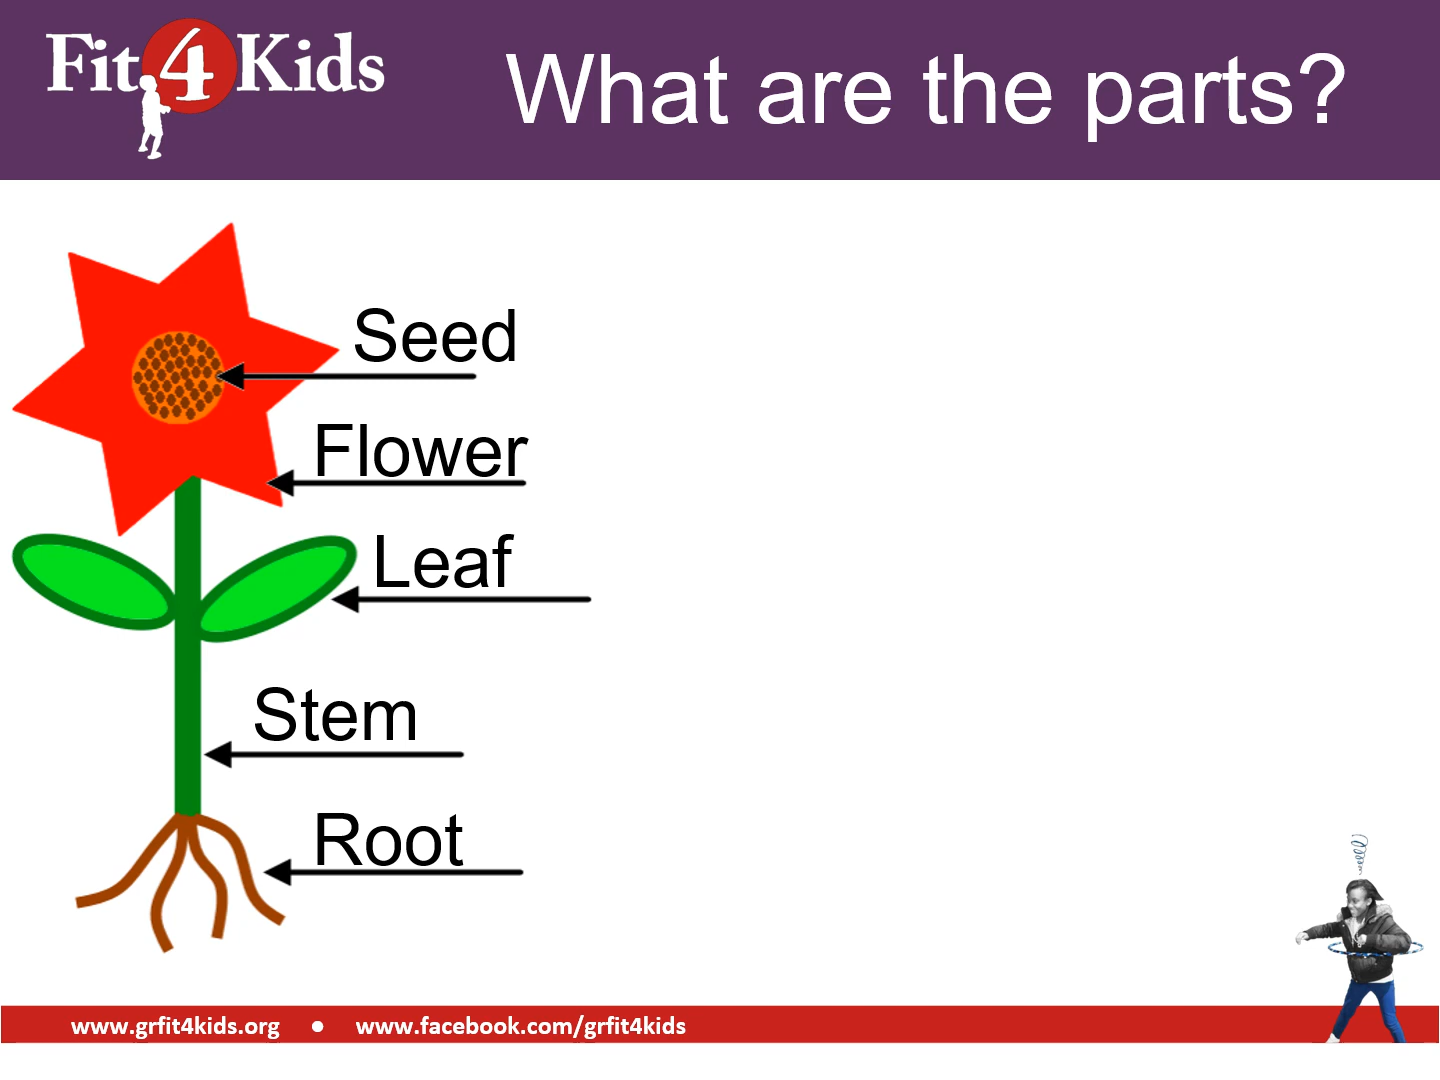 Fit4Kids
What are the parts?
Seed
Flower
Leaf
Stem
Root
www.grfit4kids.org • www.facebook.com/grfit4kids